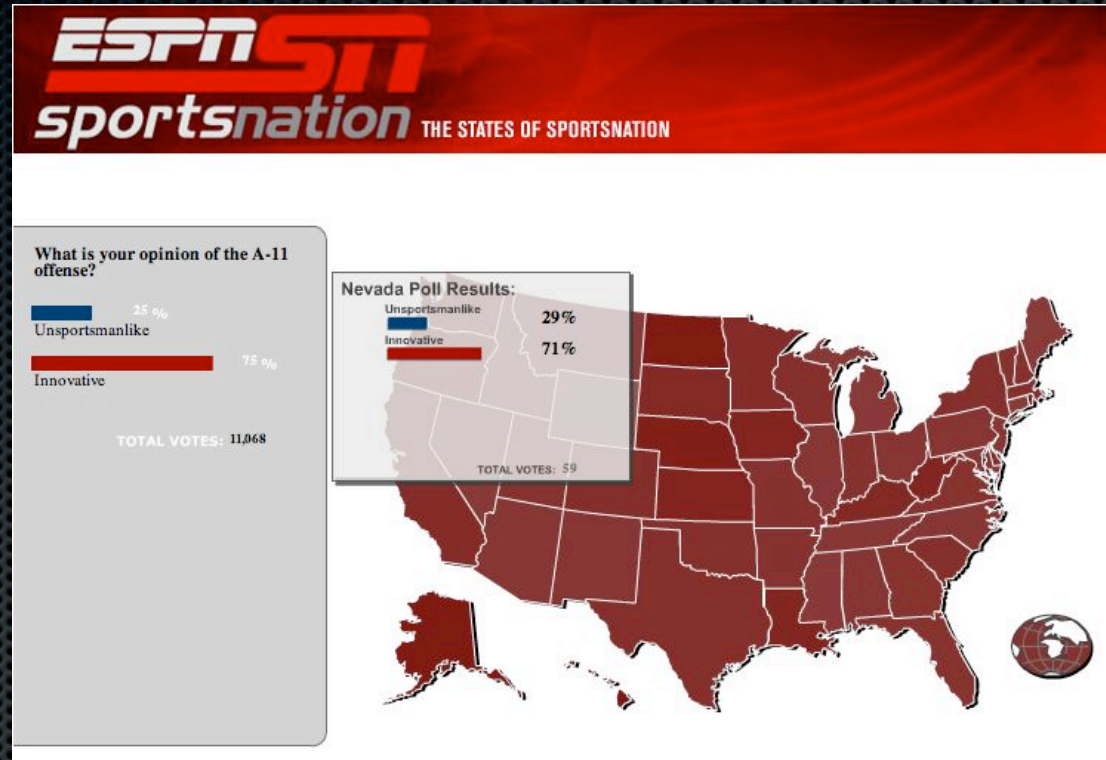 ESPN SN
sportsnation THE STATES OF SPORTSNATION
What is your opinion of the A-11
offense?
25 %
Unsportsmanlike
75 %
Innovative
TOTAL VOTES: 11,068
Nevada Poll Results:
Unsportsmanlike
29%
Innovative
71%
TOTAL VOTES: 59